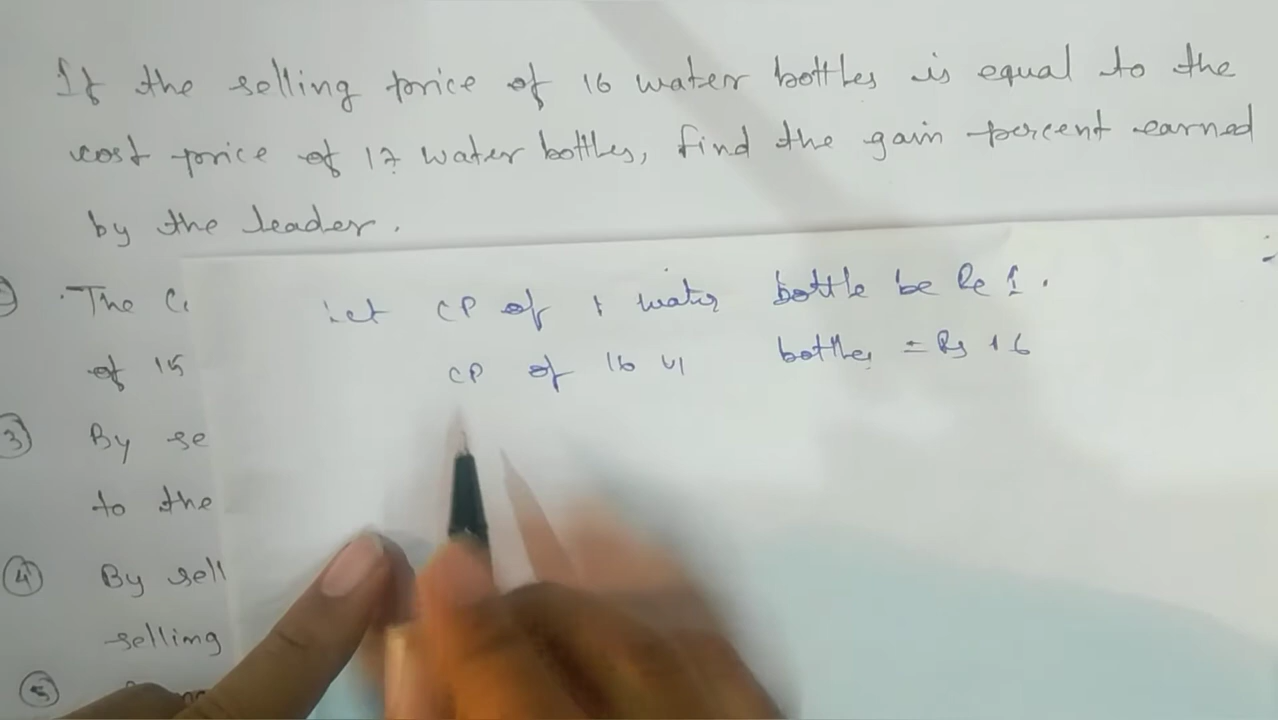 If the selling price of 16 water bottles is equal to the
cost price of 17 water bottles, find the gain percent earned
by the leader.
The
Let CP of 1 water bottle be Re 1.
of 15
CP of 16 " bottles = Rs 16
③ By se
to the
④ By sell
selling
⑤